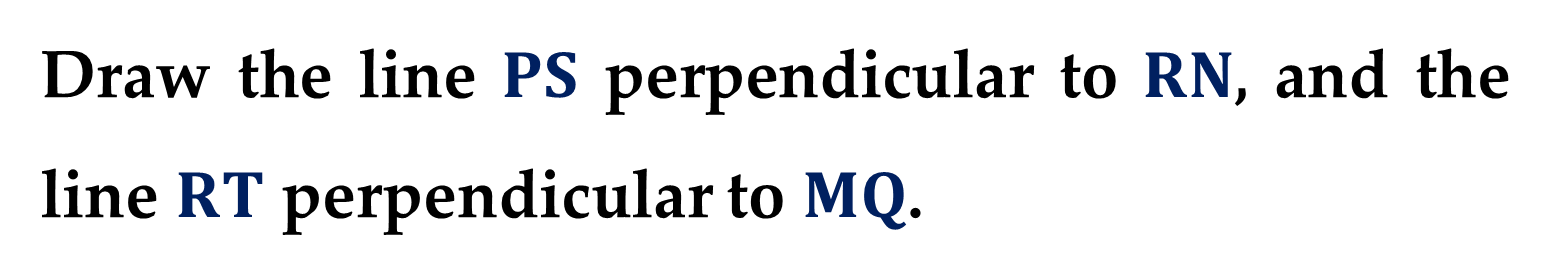 Draw the line PS perpendicular to RN, and the
line RT perpendicular to MQ.